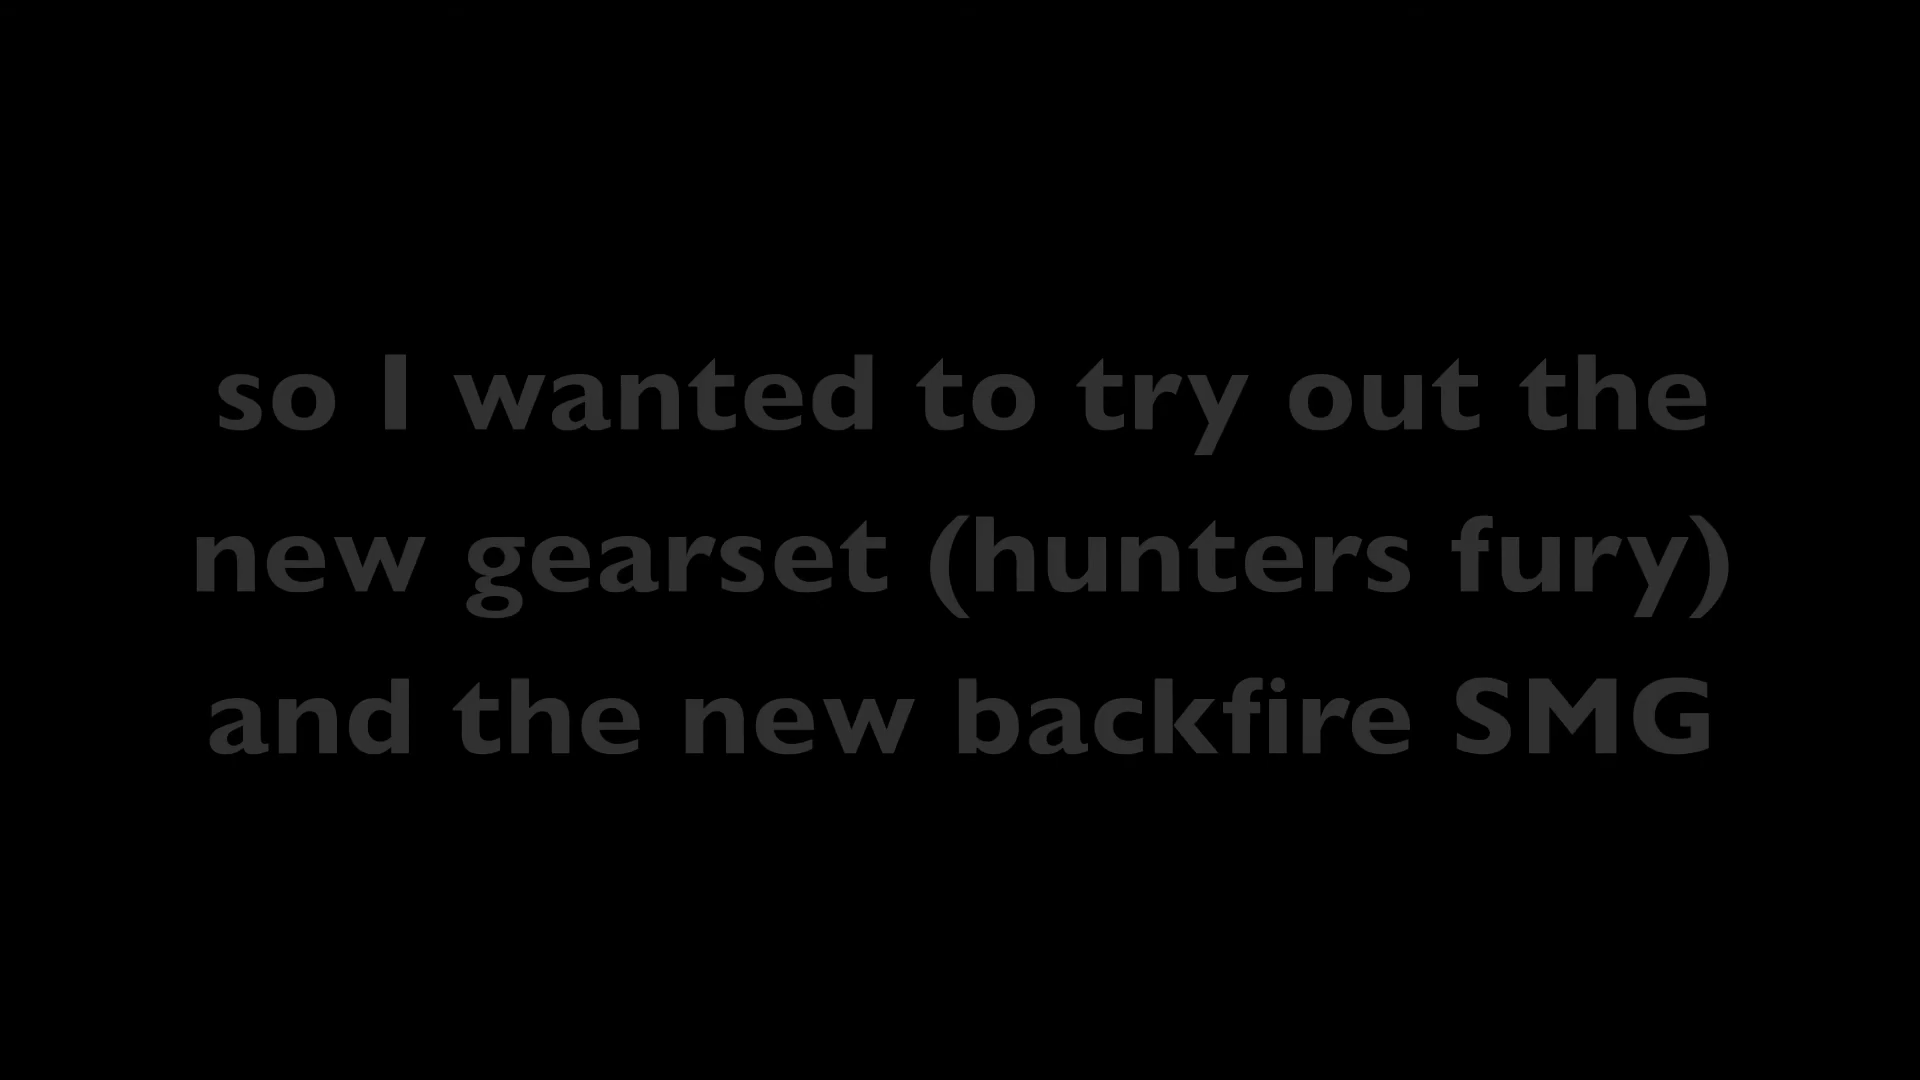 so I wanted to try out the
new gearset (hunters fury)
and the new backfire SMG